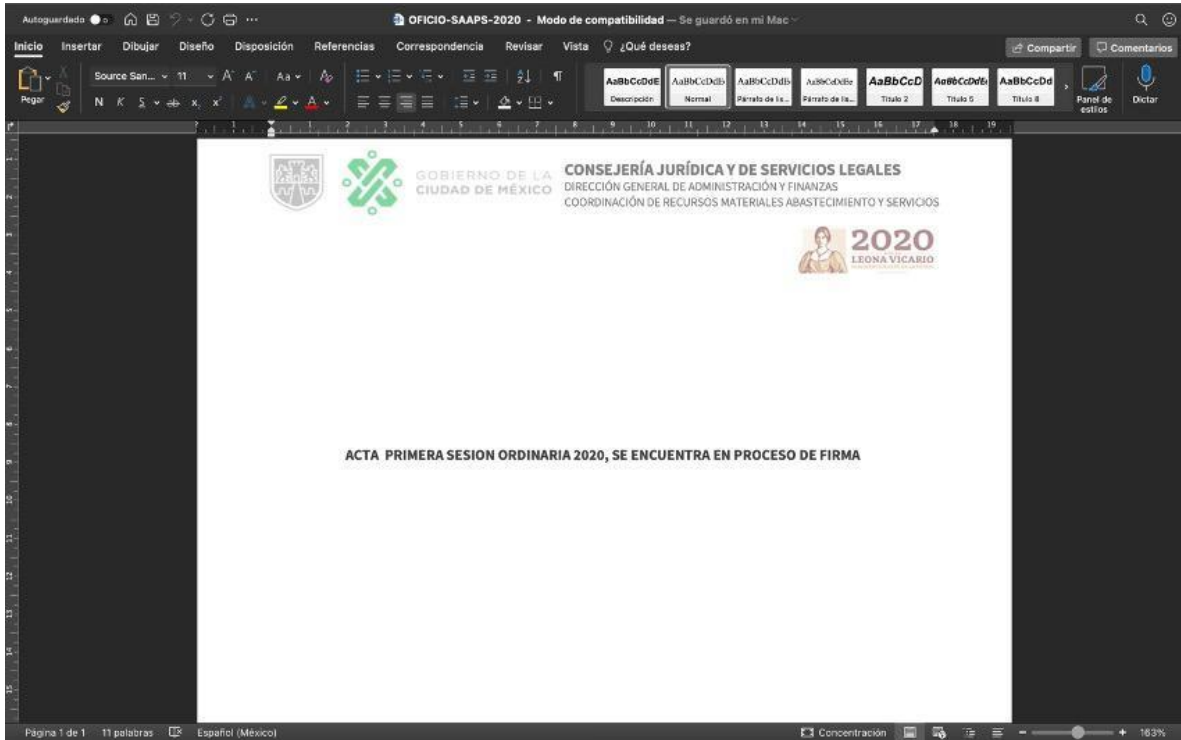 Autoguardado
OFICIO-SAAPS-2020 - Modo de compatibilidad — Se guardó en mi Mac
Inicio Insertar Dibujar Diseño Disposición Referencias Correspondencia Revisar Vista ¿Qué deseas? Compartir Comentarios
Pegar
Source San... 11
N K S ab x, x'
AaBbCcDdE AaBbCcDdEe AaBbCcDdEe AaBbCcDdEe AaBbCcD AaBbCcDdEe AaBbCcDd
Descripción Normal Párrafo de lis... Párrafo de lis... Título 2 Título 5 Título 8
Panel de estilos
Dictar
GOBIERNO DE LA
CIUDAD DE MÉXICO
CONSEJERÍA JURÍDICA Y DE SERVICIOS LEGALES
DIRECCIÓN GENERAL DE ADMINISTRACIÓN Y FINANZAS
COORDINACIÓN DE RECURSOS MATERIALES ABASTECIMIENTO Y SERVICIOS
2020
LEONA VICARIO
ACTA PRIMERA SESION ORDINARIA 2020, SE ENCUENTRA EN PROCESO DE FIRMA
Página 1 de 1 11 palabras Español (México) Concentración 163%